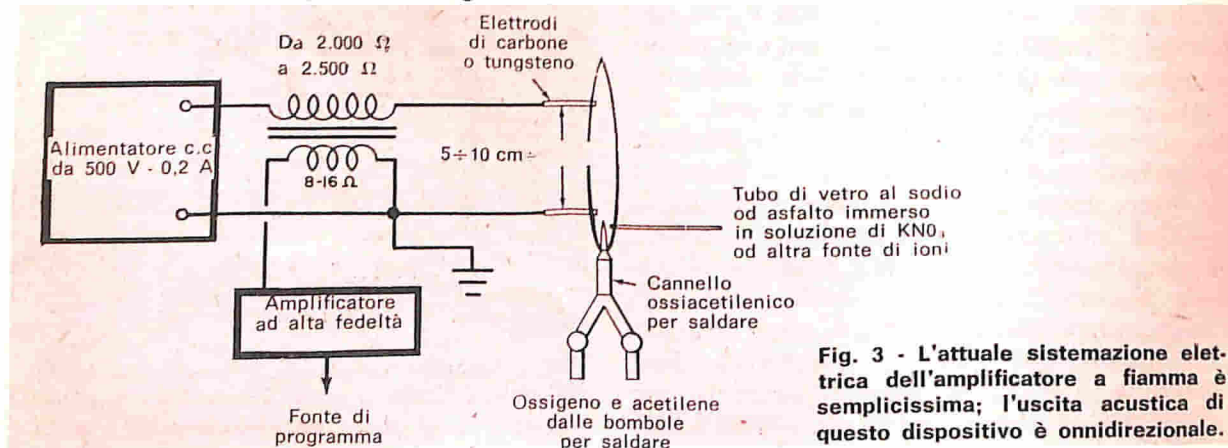 Da 2.000 Ω
a 2.500 Ω
Elettrodi
di carbone
o tungsteno
Alimentatore c.c
da 500 V - 0,2 A
8-16 Ω
5÷10 cm
Tubo di vetro al sodio
od asfalto immerso
in soluzione di KNO₃
od altra fonte di ioni
Amplificatore
ad alta fedeltà
Cannello
ossiacetilenico
per saldare
Fonte di
programma
Ossigeno e acetilene
dalle bombole
per saldare
Fig. 3 - L'attuale sistemazione elet-
trica dell'amplificatore a fiamma è
semplicissima; l'uscita acustica di
questo dispositivo è onnidirezionale.